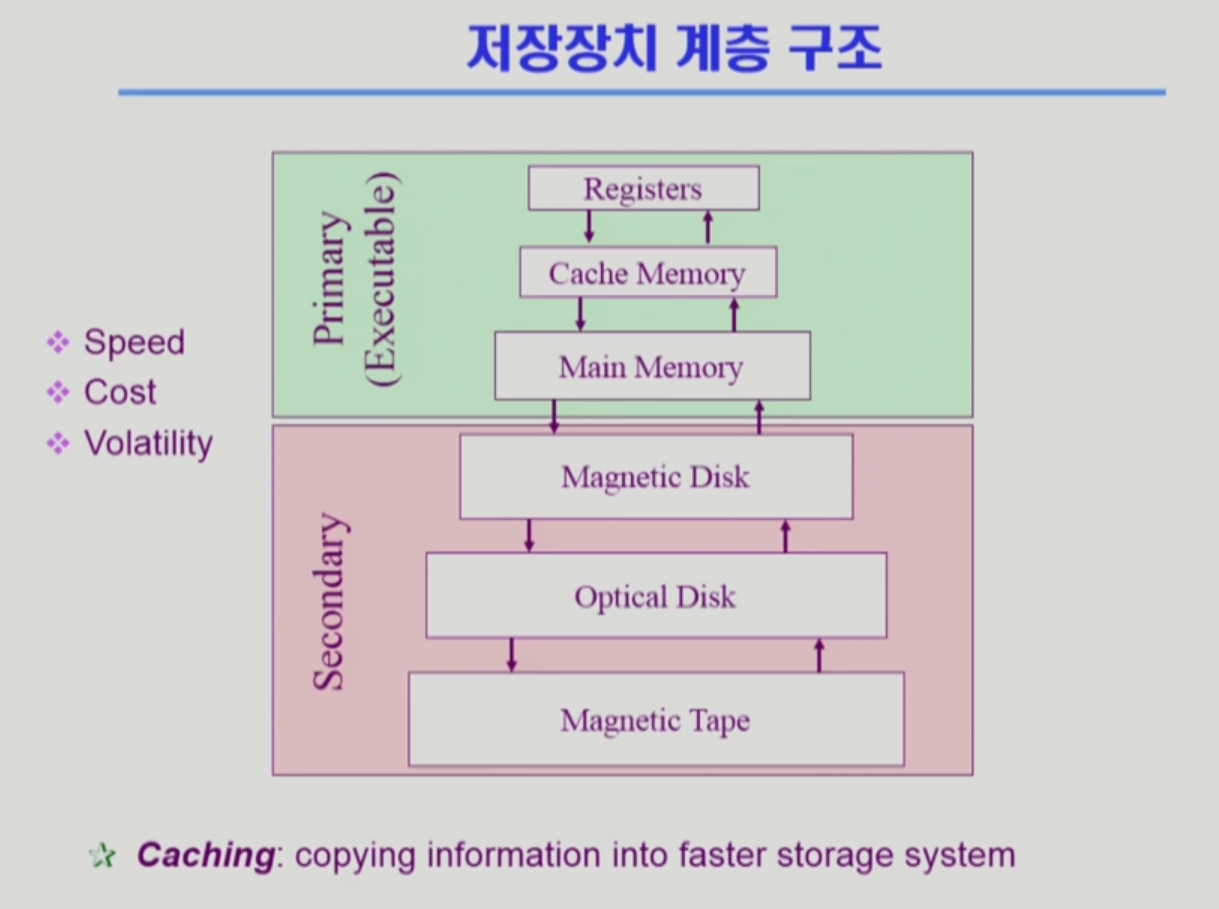 저장장치 계층 구조
Primary
(Executable)
Registers
Cache Memory
Main Memory
Speed
Cost
Volatility
Secondary
Magnetic Disk
Optical Disk
Magnetic Tape
Caching: copying information into faster storage system